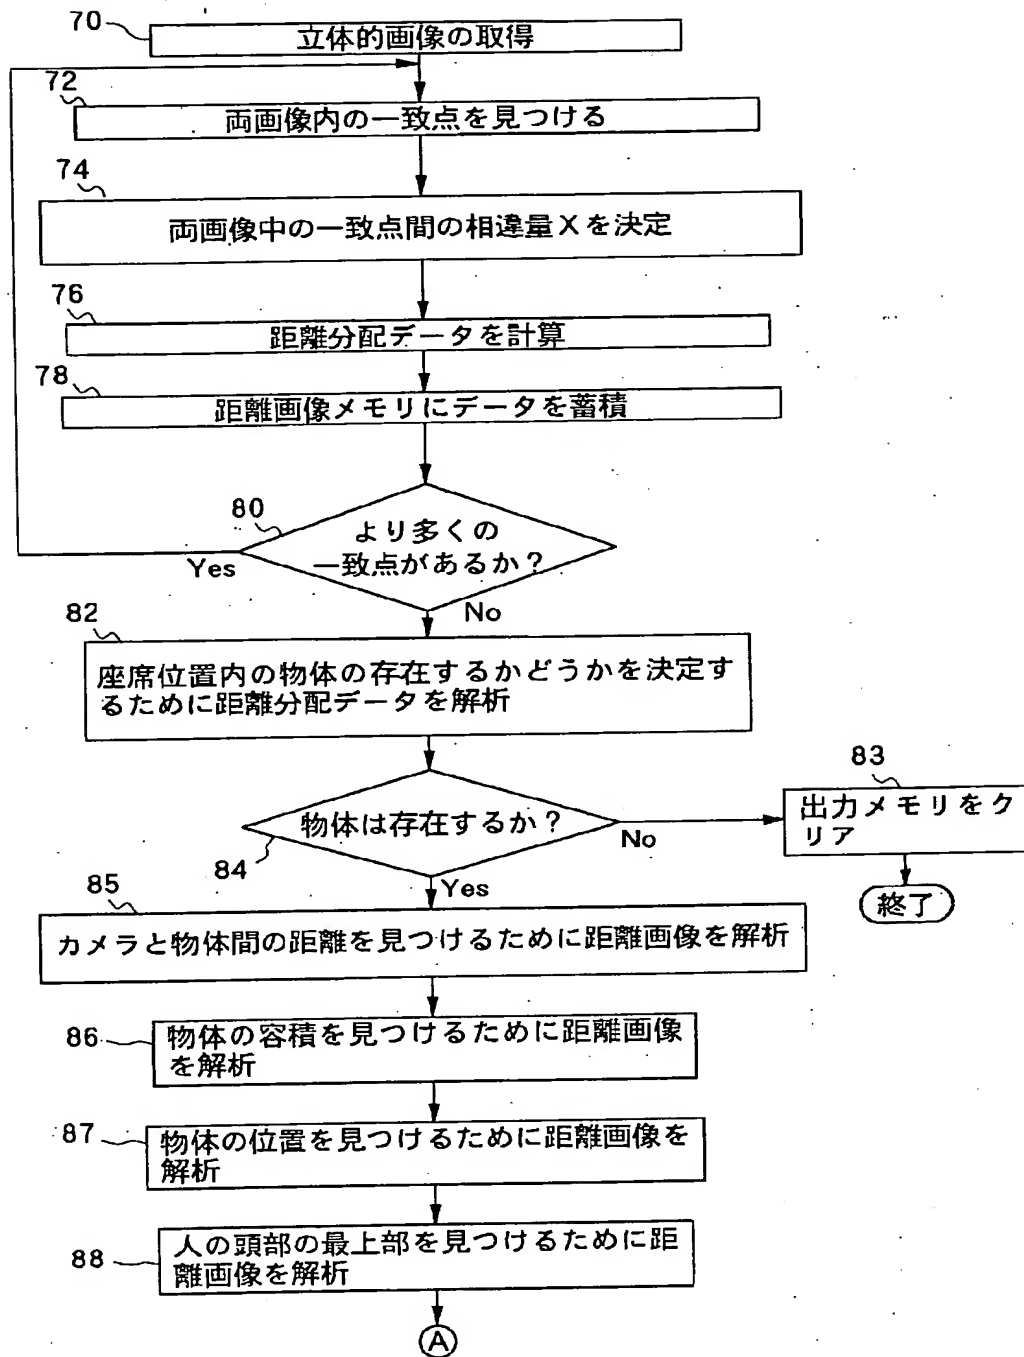 70
立体的画像の取得
72
両画像内の一致点を見つける
74
両画像中の一致点間の相違量Xを決定
76
距離分配データを計算
78
距離画像メモリにデータを蓄積
80
より多くの
一致点があるか?
Yes
No
82
座席位置内の物体の存在するかどうかを決定す
るために距離分配データを解析
83
出力メモリをク
リア
終了
物体は存在するか?
No
84
Yes
85
カメラと物体間の距離を見つけるために距離画像を解析
86
物体の容積を見つけるために距離画像
を解析
87
物体の位置を見つけるために距離画像を
解析
88
人の頭部の最上部を見つけるために距
離画像を解析
A